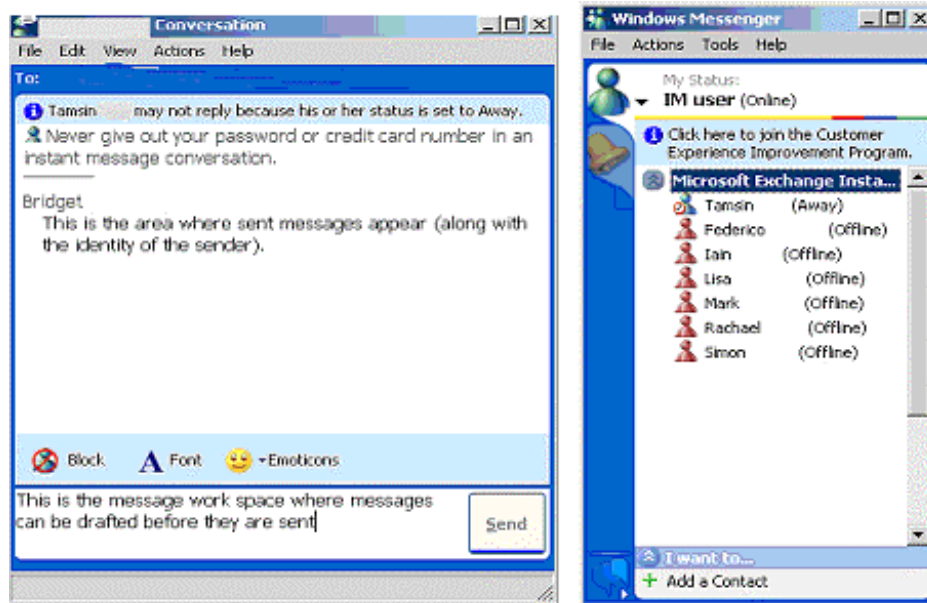 Conversation
File Edit View Actions Help
To:
Tamsin may not reply because his or her status is set to Away.
Never give out your password or credit card number in an
instant message conversation.
Bridget
This is the area where sent messages appear (along with
the identity of the sender).
Block A Font Emoticons
This is the message work space where messages
can be drafted before they are sent
Send
Windows Messenger
File Actions Tools Help
My Status:
IM user (Online)
Click here to join the Customer
Experience Improvement Program.
Microsoft Exchange Insta...
Tamsin (Away)
Federico (Offline)
Iain (Offline)
Lisa (Offline)
Mark (Offline)
Rachael (Offline)
Simon (Offline)
I want to...
+ Add a Contact